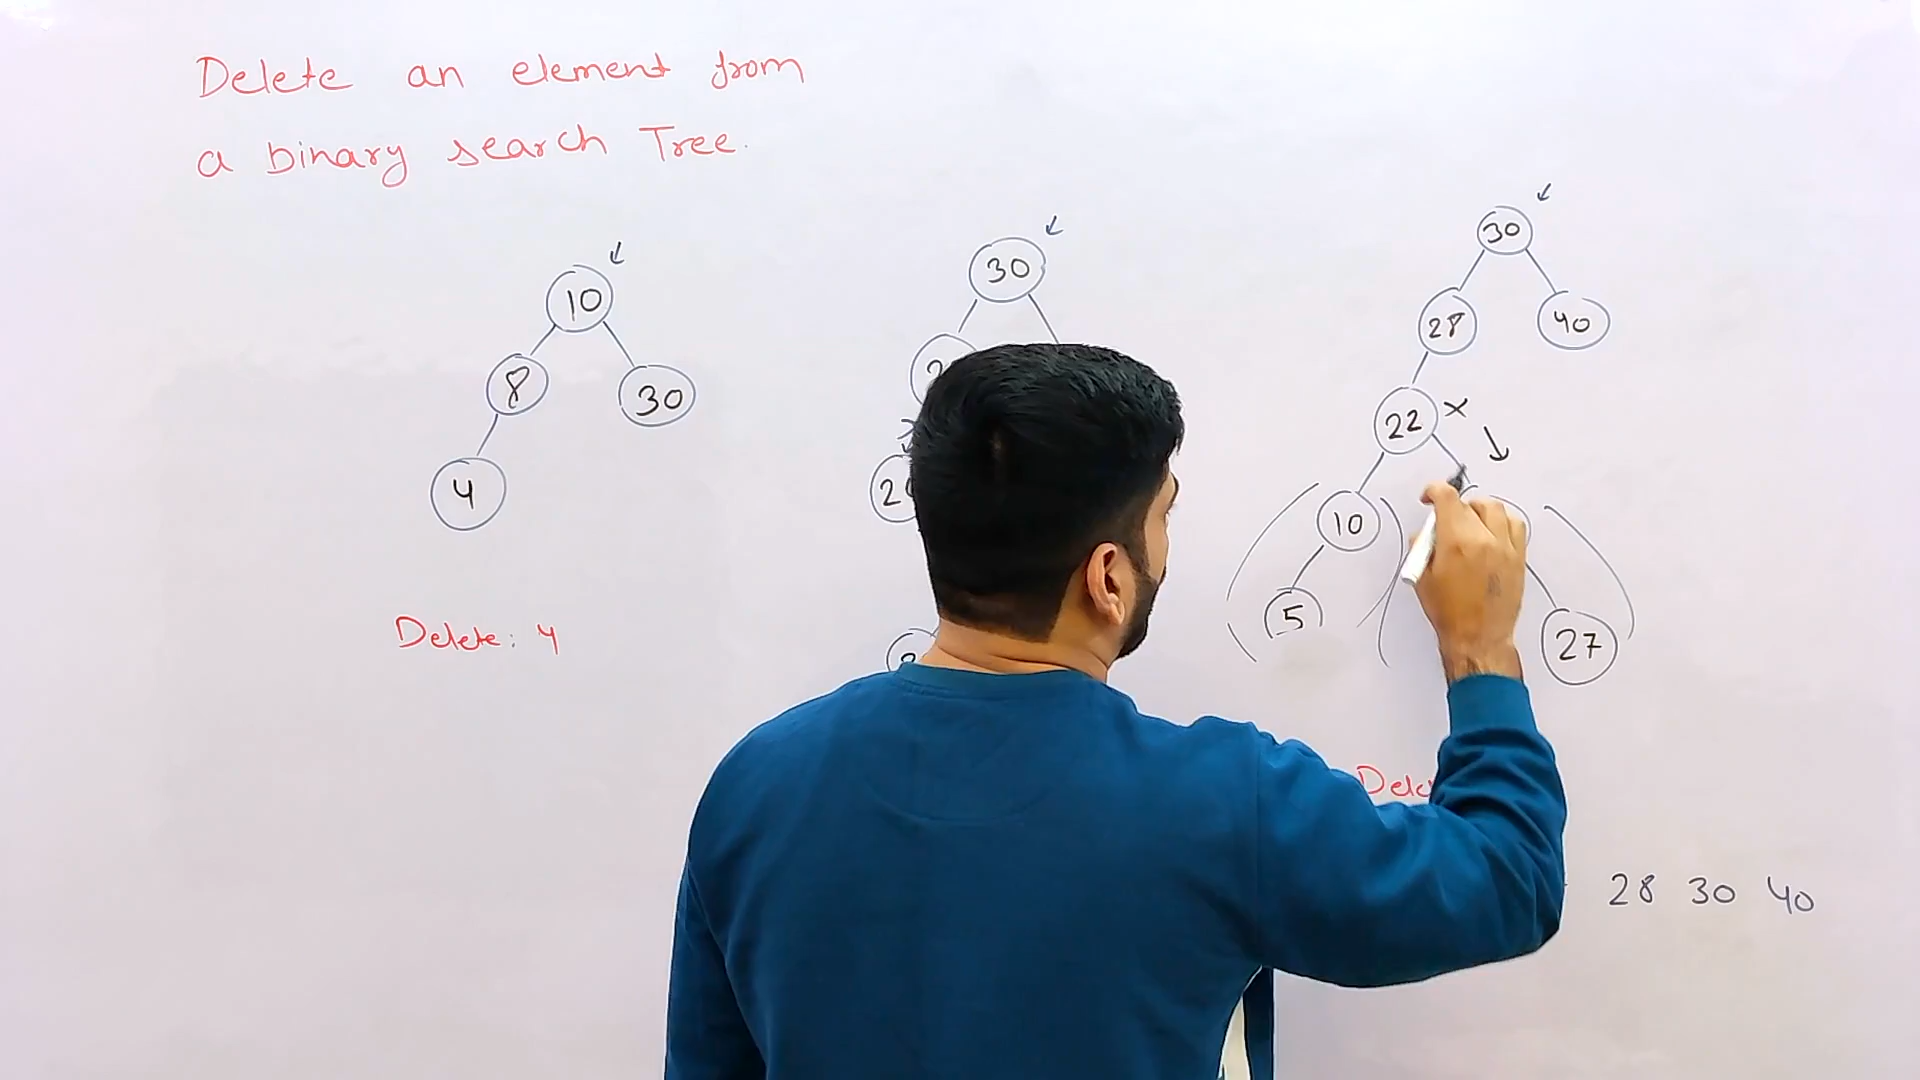 Delete an element from
a binary search Tree.
30
10
30
28
40
8
30
22 x
4
10
5
27
Delete: 4
28 30 40